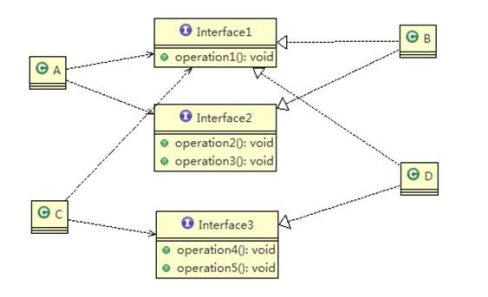 I Interface1
operation1(): void
C B
C A
I Interface2
operation2(): void
operation3(): void
C D
C C
I Interface3
operation4(): void
operation5(): void